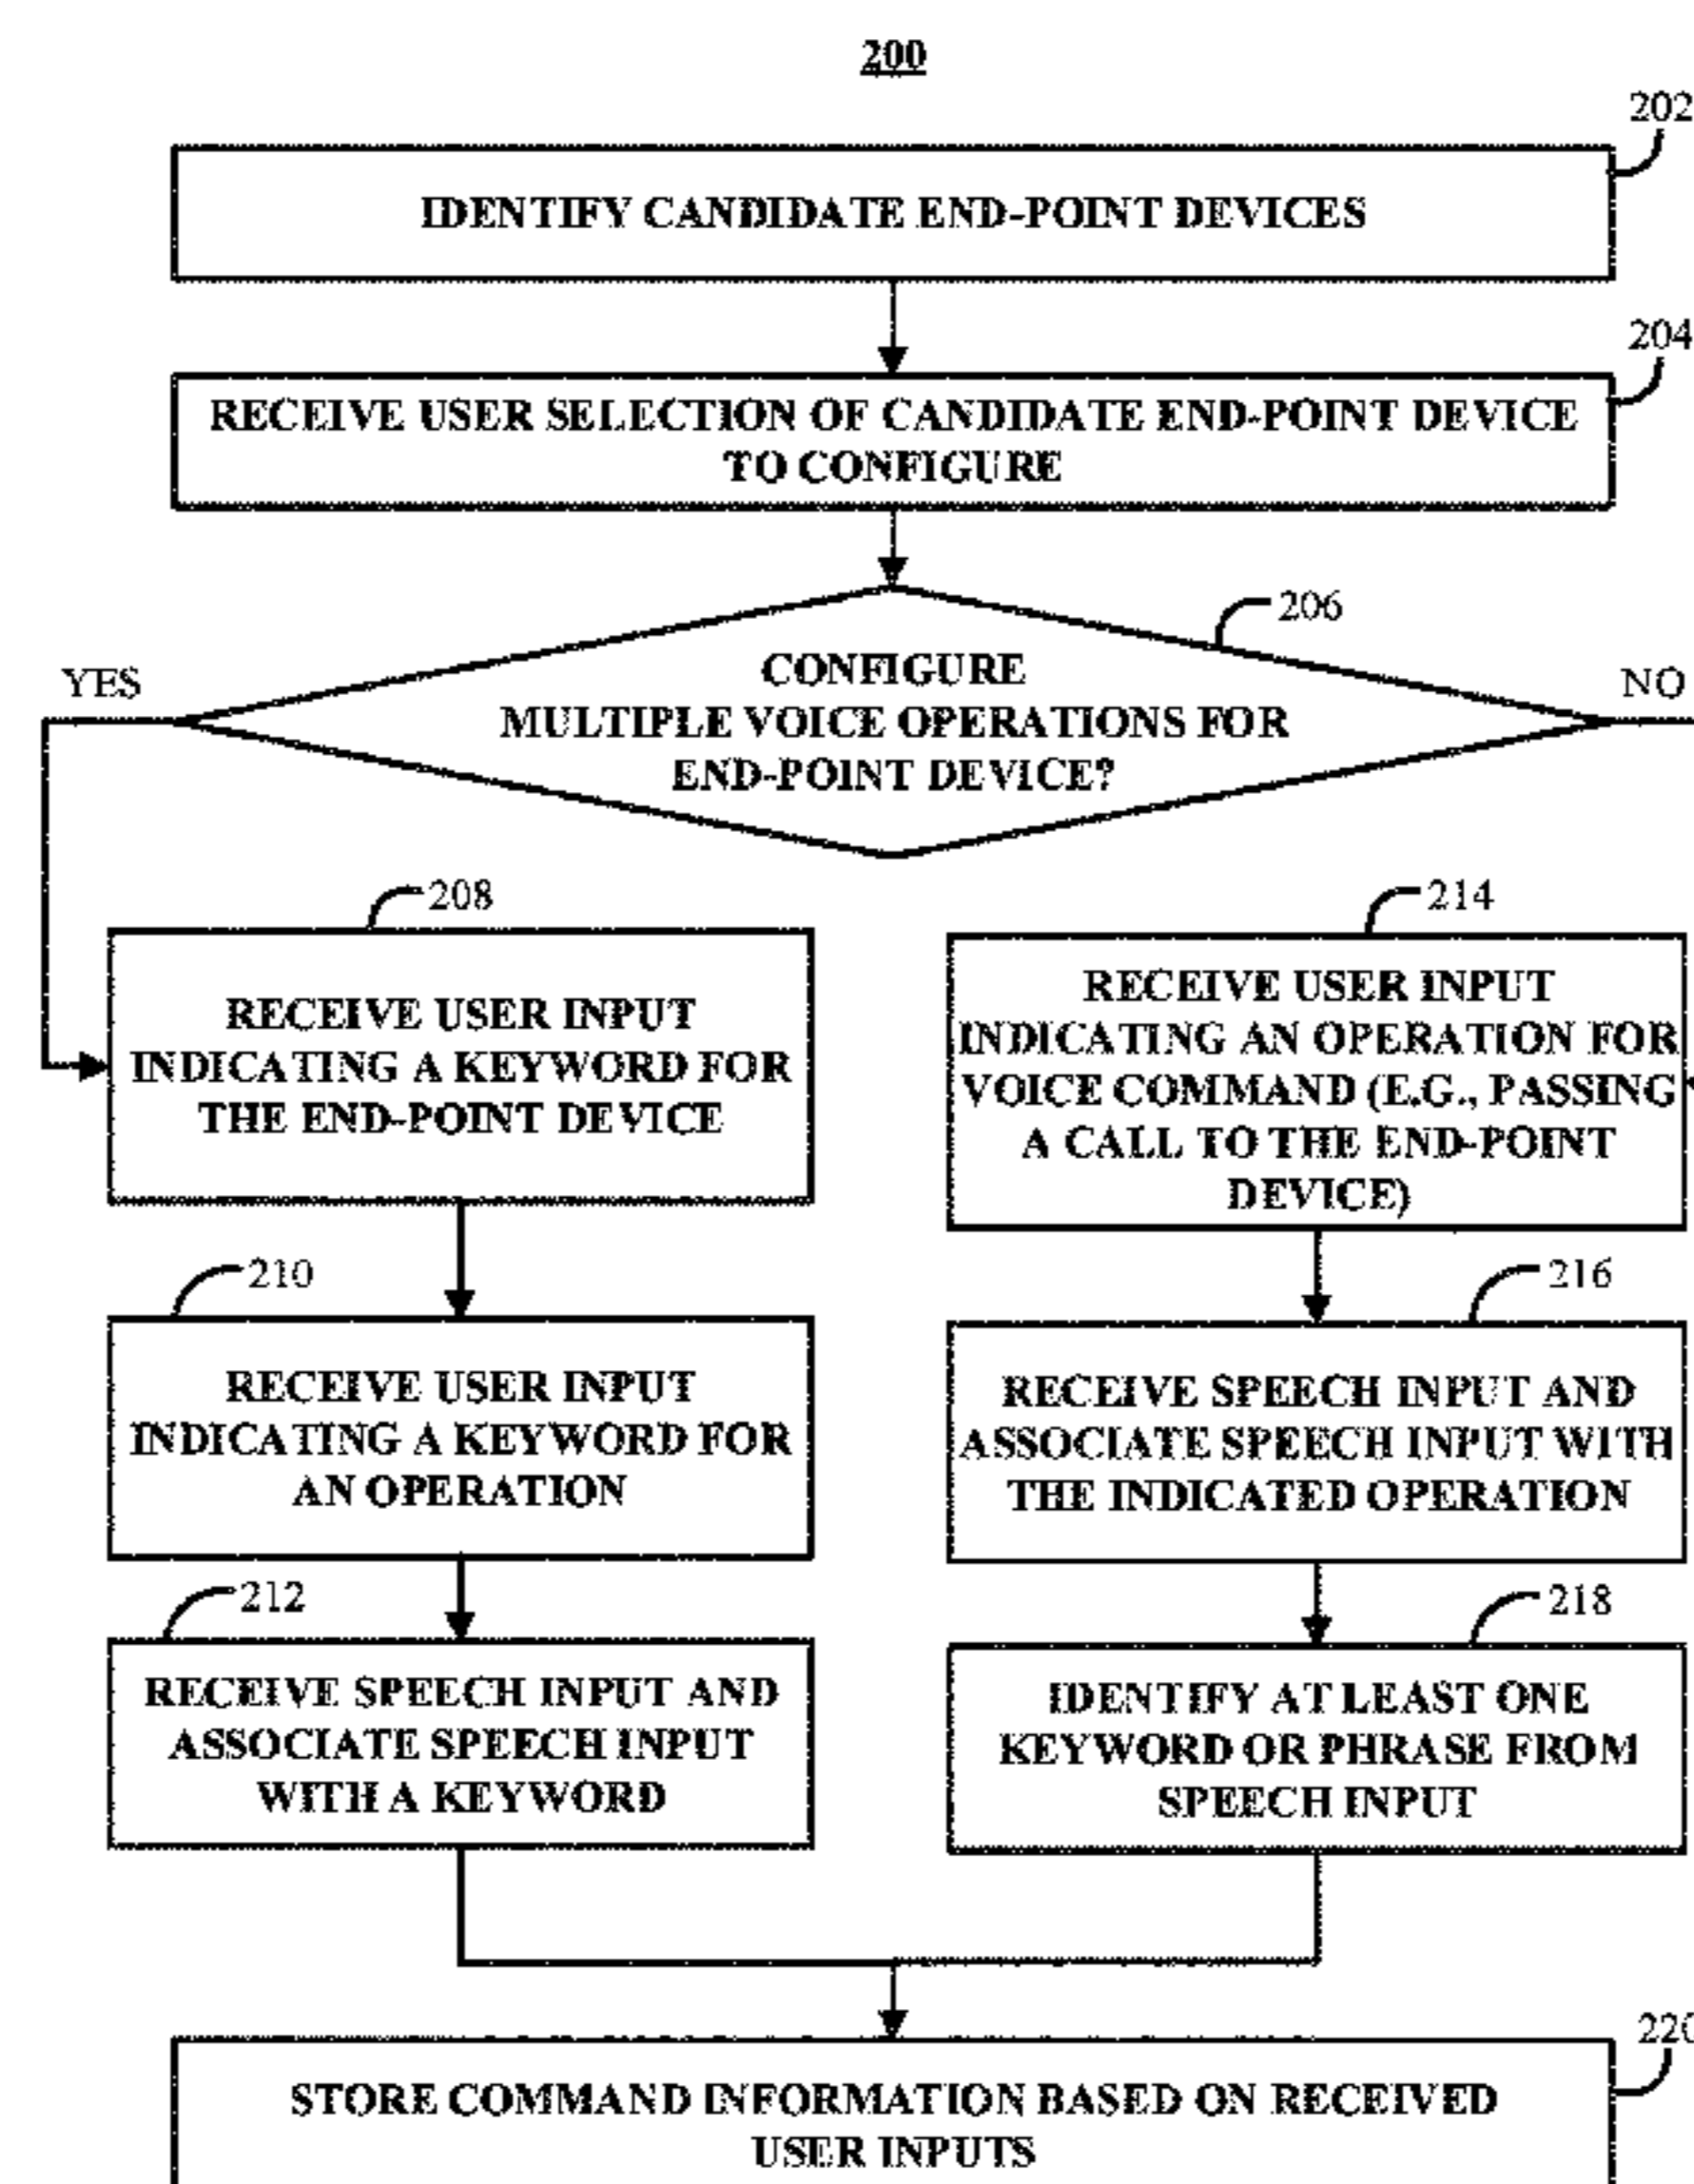 200
202
IDENTIFY CANDIDATE END-POINT DEVICES
204
RECEIVE USER SELECTION OF CANDIDATE END-POINT DEVICE
TO CONFIGURE
206
YES
NO
CONFIGURE
MULTIPLE VOICE OPERATIONS FOR
END-POINT DEVICE?
208
RECEIVE USER INPUT
INDICATING A KEYWORD FOR
THE END-POINT DEVICE
210
RECEIVE USER INPUT
INDICATING A KEYWORD FOR
AN OPERATION
212
RECEIVE SPEECH INPUT AND
ASSOCIATE SPEECH INPUT
WITH A KEYWORD
214
RECEIVE USER INPUT
INDICATING AN OPERATION FOR
VOICE COMMAND (E.G., PASSING
A CALL TO THE END-POINT
DEVICE)
216
RECEIVE SPEECH INPUT AND
ASSOCIATE SPEECH INPUT WITH
THE INDICATED OPERATION
218
IDENTIFY AT LEAST ONE
KEYWORD OR PHRASE FROM
SPEECH INPUT
220
STORE COMMAND INFORMATION BASED ON RECEIVED
USER INPUTS